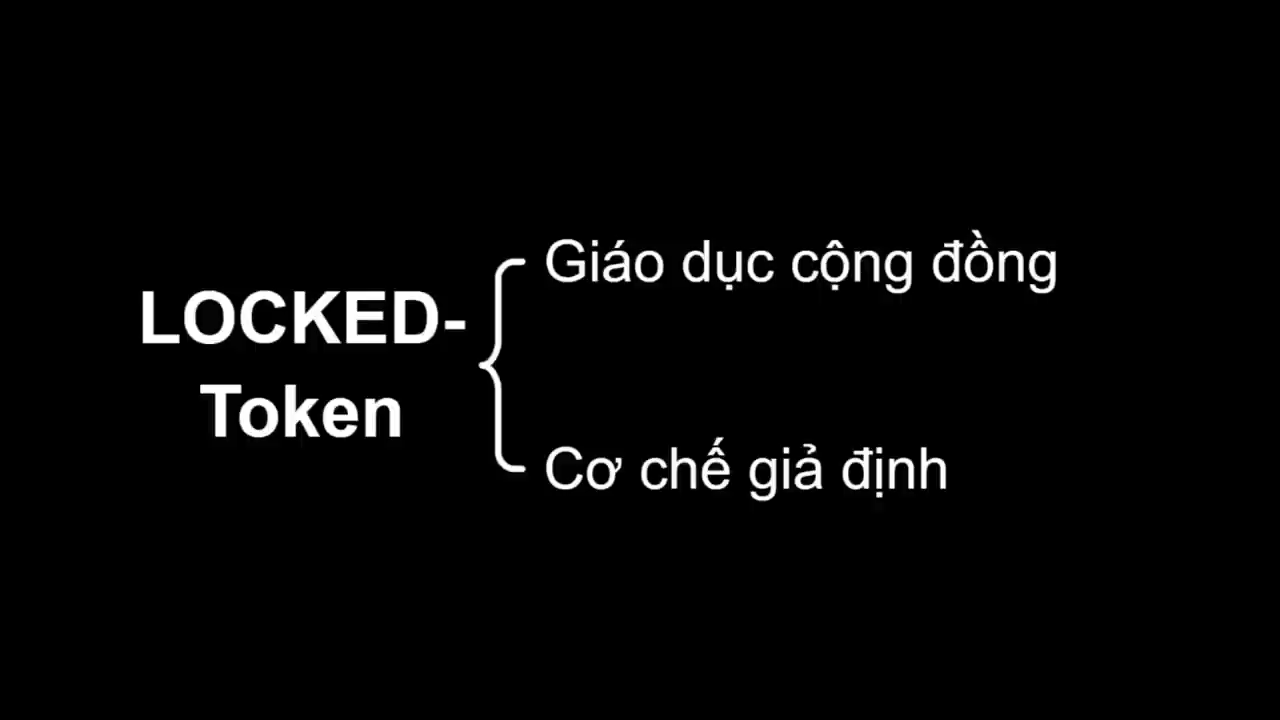 LOCKED-
Token
Giáo dục cộng đồng
Cơ chế giả định